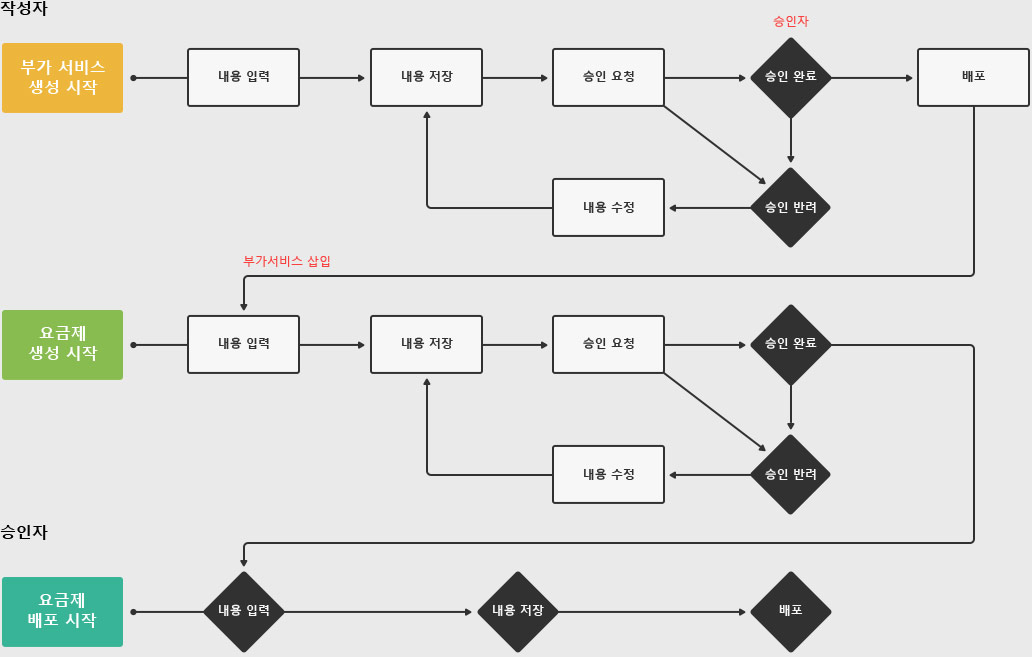 작성자
승인자
부가 서비스
생성 시작
내용 입력
내용 저장
승인 요청
승인 완료
배포
내용 수정
승인 반려
부가서비스 삽입
요금제
생성 시작
내용 입력
내용 저장
승인 요청
승인 완료
내용 수정
승인 반려
승인자
요금제
배포 시작
내용 입력
내용 저장
배포